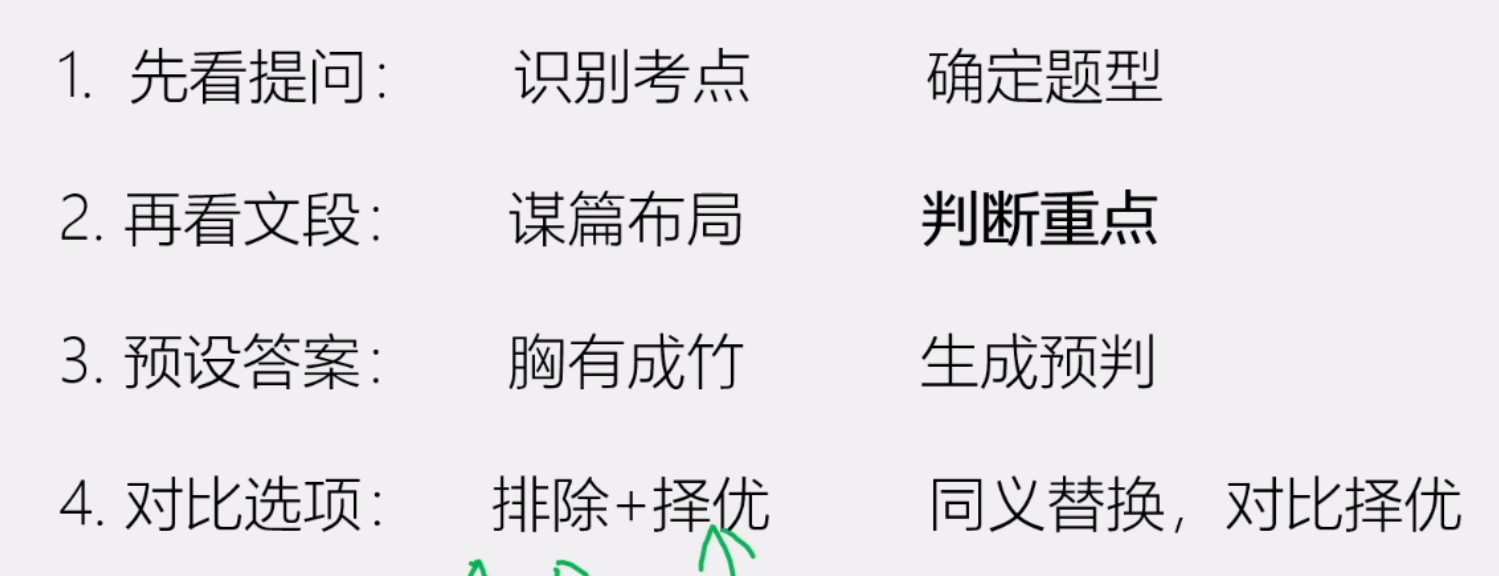 1. 先看提问： 识别考点 确定题型
2. 再看文段： 谋篇布局 判断重点
3. 预设答案： 胸有成竹 生成预判
4. 对比选项： 排除+择优 同义替换，对比择优